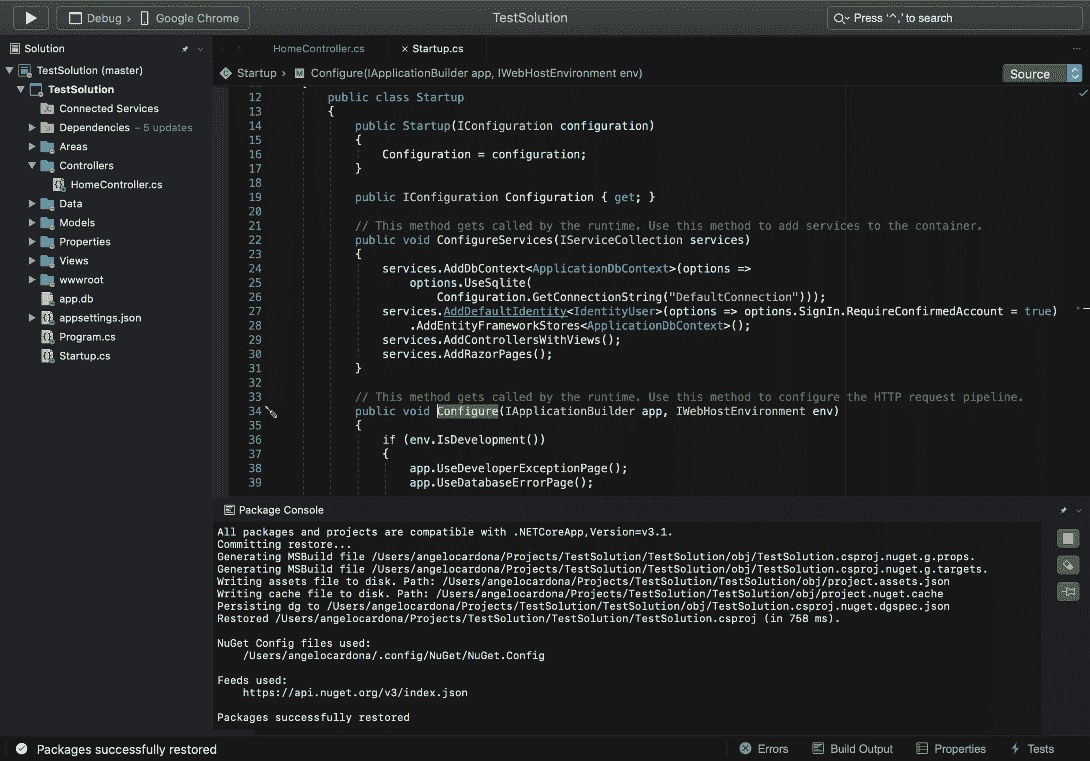 Debug › Google Chrome
TestSolution
Press ‘^,’ to search
Solution
TestSolution (master)
TestSolution
Connected Services
Dependencies – 5 updates
Areas
Controllers
HomeController.cs
Data
Models
Properties
Views
wwwroot
app.db
appsettings.json
Program.cs
Startup.cs
HomeController.cs
× Startup.cs
Startup › M Configure(IApplicationBuilder app, IWebHostEnvironment env)
Source
12 public class Startup
13 {
14 public Startup(IConfiguration configuration)
15 {
16 Configuration = configuration;
17 }
18
19 public IConfiguration Configuration { get; }
20
21 // This method gets called by the runtime. Use this method to add services to the container.
22 public void ConfigureServices(IServiceCollection services)
23 {
24 services.AddDbContext<ApplicationDbContext>(options =>
25 options.UseSqlite(
26 Configuration.GetConnectionString("DefaultConnection")));
27 services.AddDefaultIdentity<IdentityUser>(options => options.SignIn.RequireConfirmedAccount = true)
28 .AddEntityFrameworkStores<ApplicationDbContext>();
29 services.AddControllersWithViews();
30 services.AddRazorPages();
31 }
32
33 // This method gets called by the runtime. Use this method to configure the HTTP request pipeline.
34 public void Configure(IApplicationBuilder app, IWebHostEnvironment env)
35 {
36 if (env.IsDevelopment())
37 {
38 app.UseDeveloperExceptionPage();
39 app.UseDatabaseErrorPage();
Package Console
All packages and projects are compatible with .NETCoreApp,Version=v3.1.
Committing restore...
Generating MSBuild file /Users/angelocardona/Projects/TestSolution/TestSolution/obj/TestSolution.csproj.nuget.g.props.
Generating MSBuild file /Users/angelocardona/Projects/TestSolution/TestSolution/obj/TestSolution.csproj.nuget.g.targets.
Writing assets file to disk. Path: /Users/angelocardona/Projects/TestSolution/TestSolution/obj/project.assets.json
Writing cache file to disk. Path: /Users/angelocardona/Projects/TestSolution/TestSolution/obj/project.nuget.cache
Persisting dg to /Users/angelocardona/Projects/TestSolution/TestSolution/obj/TestSolution.csproj.nuget.dgspec.json
Restored /Users/angelocardona/Projects/TestSolution/TestSolution/TestSolution.csproj (in 758 ms).
NuGet Config files used:
/Users/angelocardona/.config/NuGet/NuGet.Config
Feeds used:
https://api.nuget.org/v3/index.json
Packages successfully restored
Packages successfully restored
Errors
Build Output
Properties
Tests